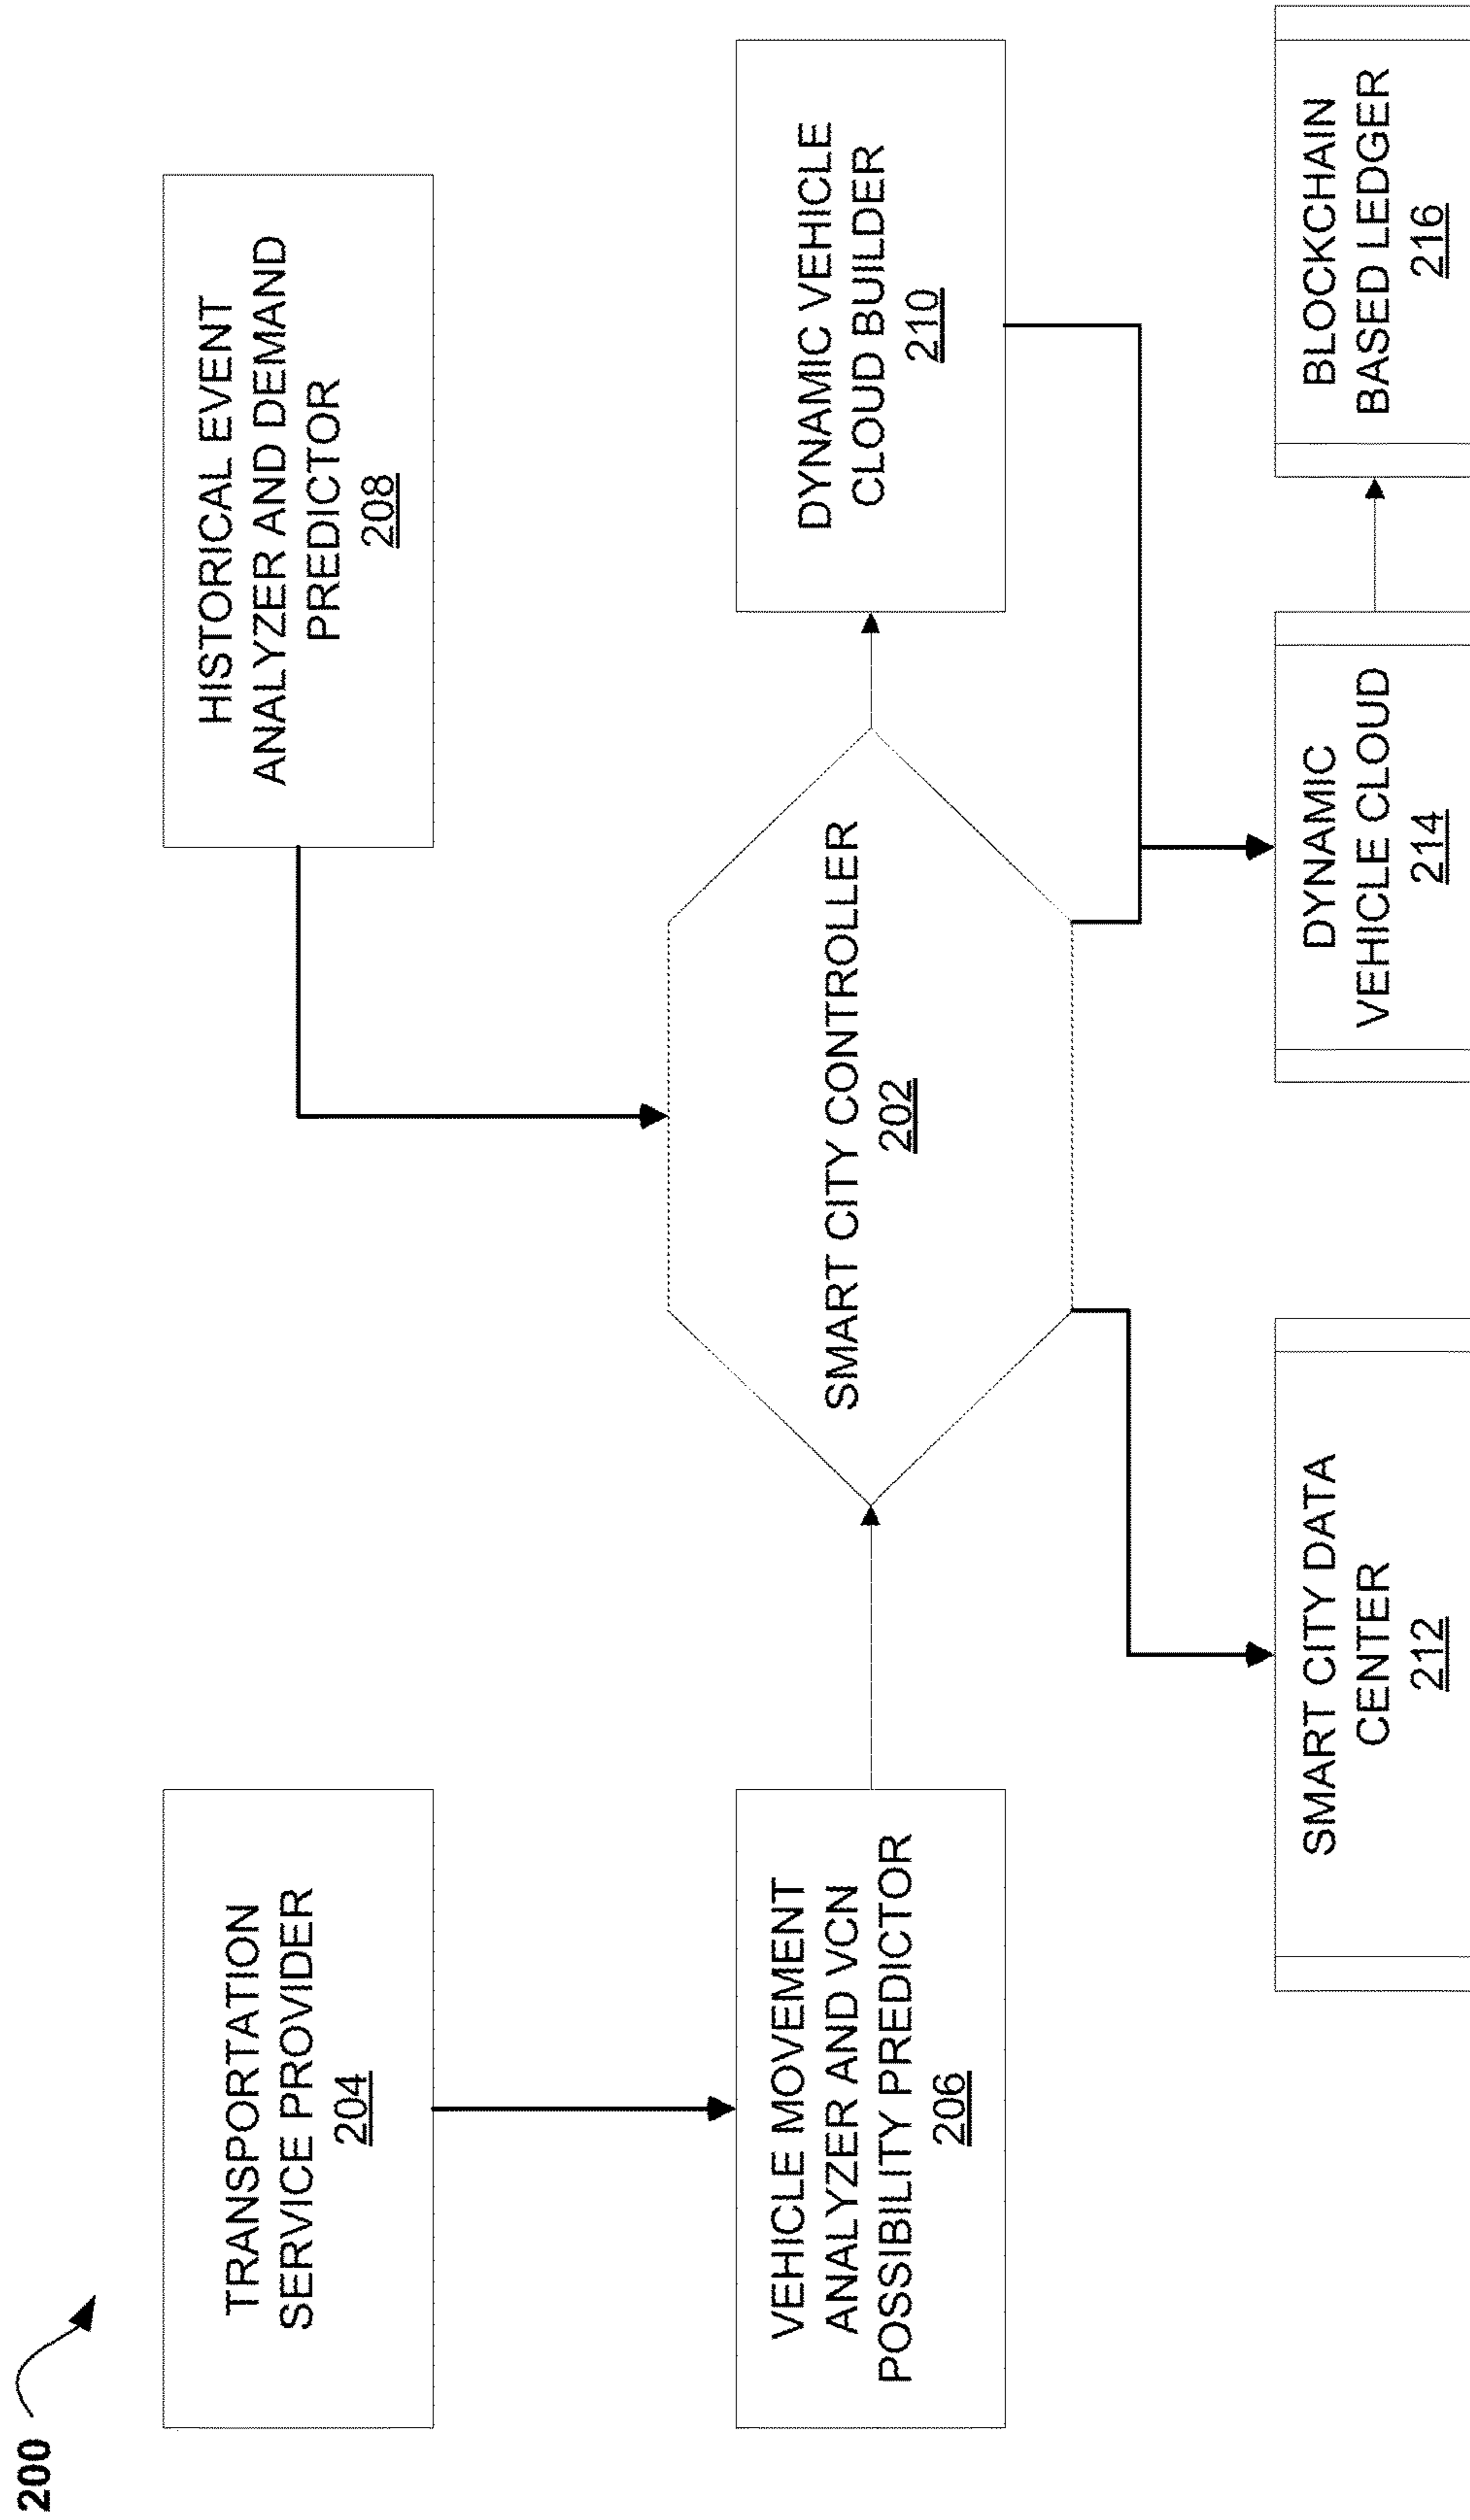 200
TRANSPORTATION
SERVICE PROVIDER
204
HISTORICAL EVENT
ANALYZER AND DEMAND
PREDICTOR
208
VEHICLE MOVEMENT
ANALYZER AND VCN
POSSIBILITY PREDICTOR
206
SMART CITY CONTROLLER
202
DYNAMIC VEHICLE
CLOUD BUILDER
210
SMART CITY DATA
CENTER
212
DYNAMIC
VEHICLE CLOUD
214
BLOCKCHAIN
BASED LEDGER
216